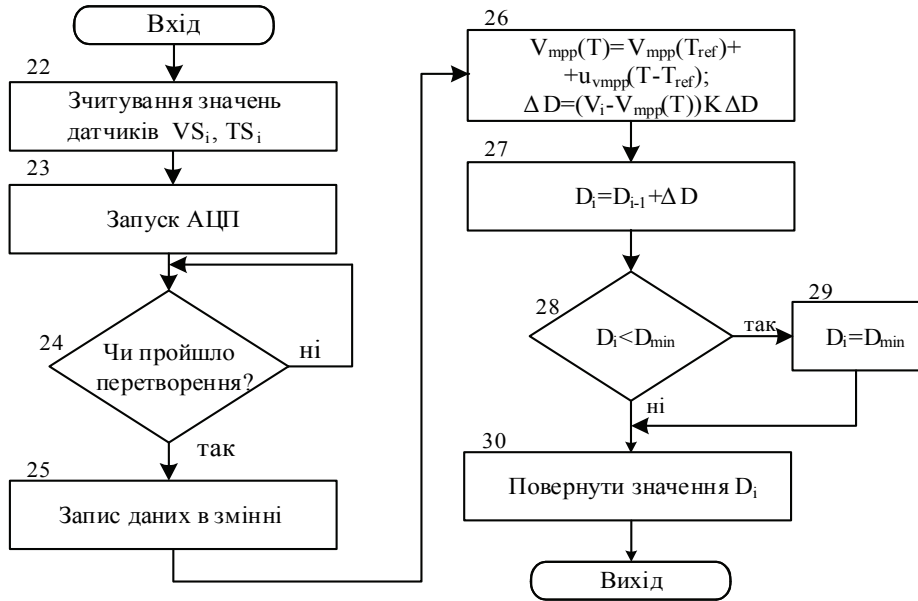 Вхід
22
Зчитування значень
датчиків VSᵢ, TSᵢ
23
Запуск АЦП
24
Чи пройшло
перетворення?
ні
так
25
Запис даних в змінні
26
Vmpp(T)=Vmpp(Tref)+
+uvmpp(T-Tref);
ΔD=(Vi-Vmpp(T))KΔD
27
Di=Di-1+ΔD
28
Di<Dmin
так
ні
29
Di=Dmin
30
Повернути значення Di
Вихід